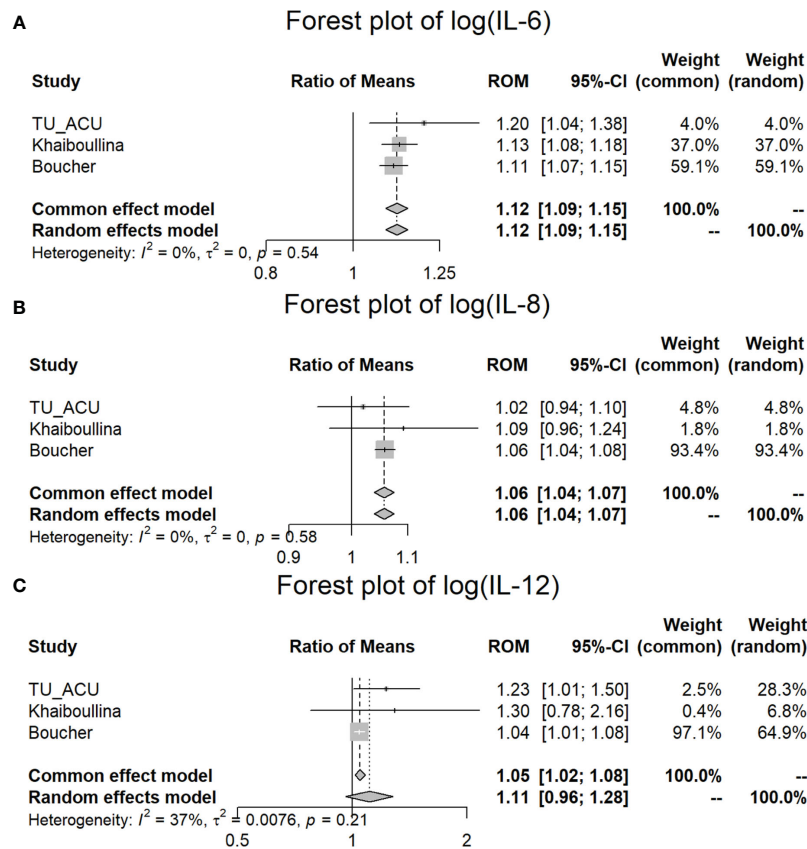 A
Forest plot of log(IL-6)
Weight Weight
Study Ratio of Means ROM 95%-CI (common) (random)
TU_ACU 1.20 [1.04; 1.38] 4.0% 4.0%
Khaiboullina 1.13 [1.08; 1.18] 37.0% 37.0%
Boucher 1.11 [1.07; 1.15] 59.1% 59.1%
Common effect model 1.12 [1.09; 1.15] 100.0% --
Random effects model 1.12 [1.09; 1.15] -- 100.0%
Heterogeneity: I² = 0%, τ² = 0, p = 0.54
0.8 1 1.25
B
Forest plot of log(IL-8)
Weight Weight
Study Ratio of Means ROM 95%-CI (common) (random)
TU_ACU 1.02 [0.94; 1.10] 4.8% 4.8%
Khaiboullina 1.09 [0.96; 1.24] 1.8% 1.8%
Boucher 1.06 [1.04; 1.08] 93.4% 93.4%
Common effect model 1.06 [1.04; 1.07] 100.0% --
Random effects model 1.06 [1.04; 1.07] -- 100.0%
Heterogeneity: I² = 0%, τ² = 0, p = 0.58
0.9 1 1.1
C
Forest plot of log(IL-12)
Weight Weight
Study Ratio of Means ROM 95%-CI (common) (random)
TU_ACU 1.23 [1.01; 1.50] 2.5% 28.3%
Khaiboullina 1.30 [0.78; 2.16] 0.4% 6.8%
Boucher 1.04 [1.01; 1.08] 97.1% 64.9%
Common effect model 1.05 [1.02; 1.08] 100.0% --
Random effects model 1.11 [0.96; 1.28] -- 100.0%
Heterogeneity: I² = 37%, τ² = 0.0076, p = 0.21
0.5 1 2